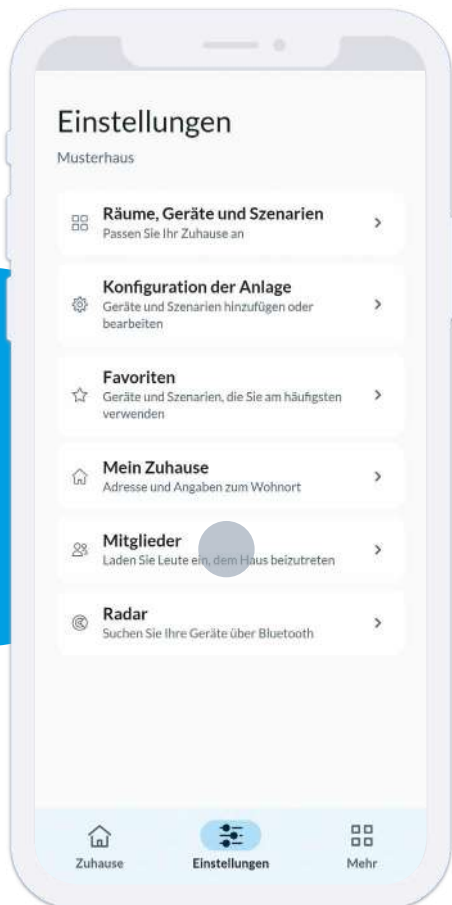 Einstellungen
Musterhaus
Räume, Geräte und Szenarien
Passen Sie Ihr Zuhause an
Konfiguration der Anlage
Geräte und Szenarien hinzufügen oder
bearbeiten
Favoriten
Geräte und Szenarien, die Sie am häufigsten
verwenden
Mein Zuhause
Adresse und Angaben zum Wohnort
Mitglieder
Laden Sie Leute ein, dem Haus beizutreten
Radar
Suchen Sie Ihre Geräte über Bluetooth
Zuhause
Einstellungen
Mehr